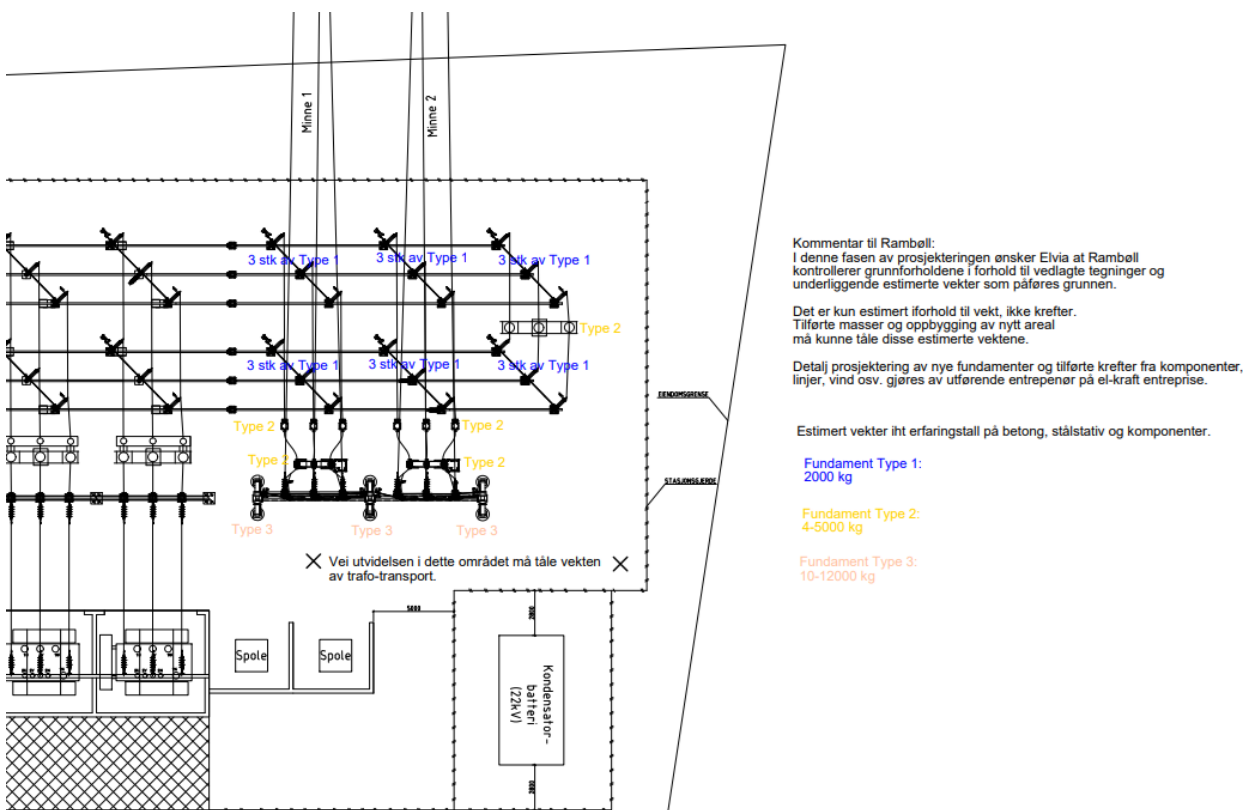 Minne 1
Minne 2
3 stk av Type 1
3 stk av Type 1
3 stk av Type 1
Type 2
3 stk av Type 1
3 stk av Type 1
3 stk av Type 1
Type 2
Type 2
Type 2
Type 2
Type 3
Type 3
Type 3
Vei utvidelsen i dette området må tåle vekten
av trafo-transport.
5000
2800
Spole
Spole
Kondensator-
batteri
(22kV)
2800
EIENDOMSGRENSE
STASJONSGJERDE
Kommentar til Rambøll:
I denne fasen av prosjekteringen ønsker Elvia at Rambøll
kontrollerer grunnforholdene i forhold til vedlagte tegninger og
underliggende estimerte vekter som påføres grunnen.
Det er kun estimert iforhold til vekt, ikke krefter.
Tilførte masser og oppbygging av nytt areal
må kunne tåle disse estimerte vektene.
Detalj prosjektering av nye fundamenter og tilførte krefter fra komponenter,
linjer, vind osv. gjøres av utførende entrepenør på el-kraft entreprise.
Estimert vekter iht erfaringstall på betong, stålstativ og komponenter.
Fundament Type 1:
2000 kg
Fundament Type 2:
4-5000 kg
Fundament Type 3:
10-12000 kg